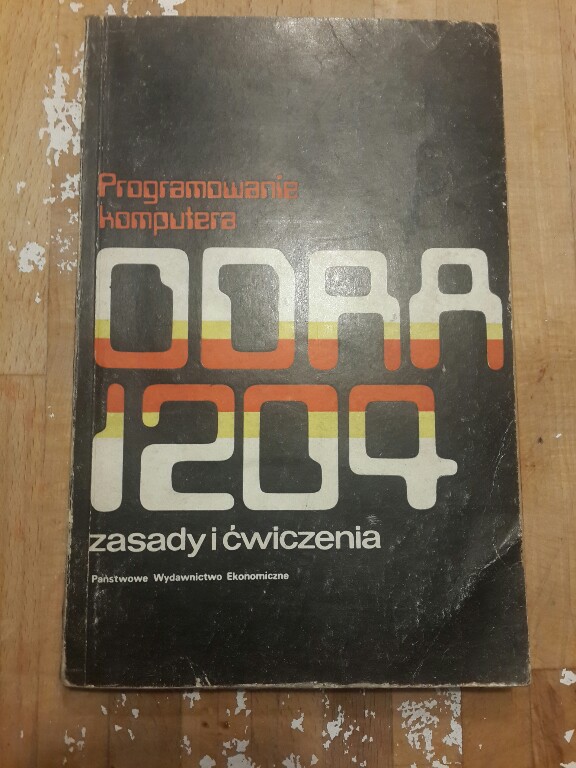 Programowanie
komputera
ODRA
1204
zasady i ćwiczenia
Państwowe Wydawnictwo Ekonomiczne